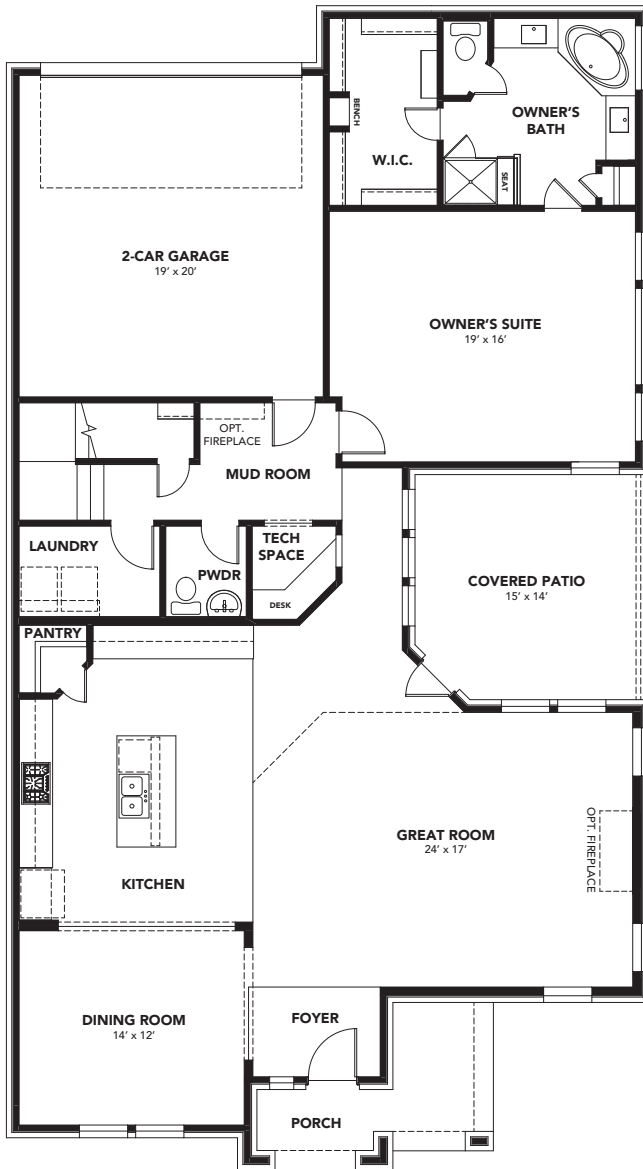 BENCH
W.I.C.
OWNER'S
BATH
SEAT
2-CAR GARAGE
19' x 20'
OWNER'S SUITE
19' x 16'
OPT.
FIREPLACE
MUD ROOM
LAUNDRY
PWDR
TECH
SPACE
DESK
COVERED PATIO
15' x 14'
PANTRY
KITCHEN
GREAT ROOM
24' x 17'
OPT. FIREPLACE
DINING ROOM
14' x 12'
FOYER
PORCH